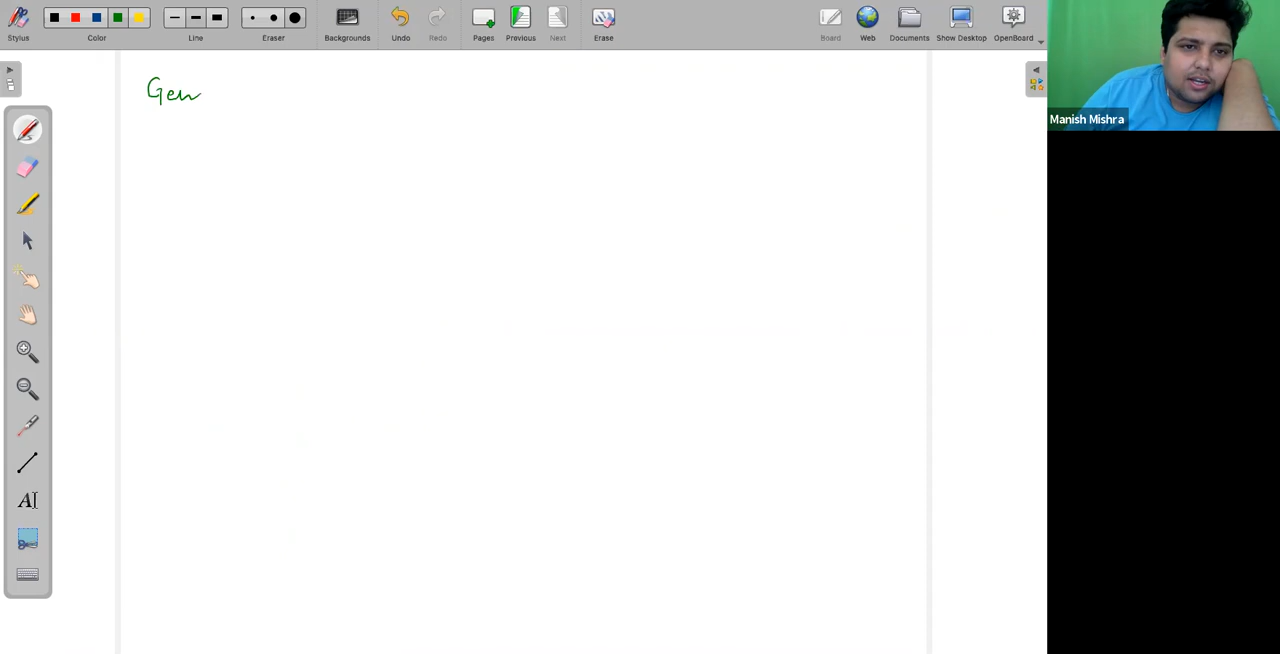 Stylus Color Line Eraser Backgrounds Undo Redo Pages Previous Next Erase Board Web Documents Show Desktop OpenBoard
Gen
Manish Mishra
AI